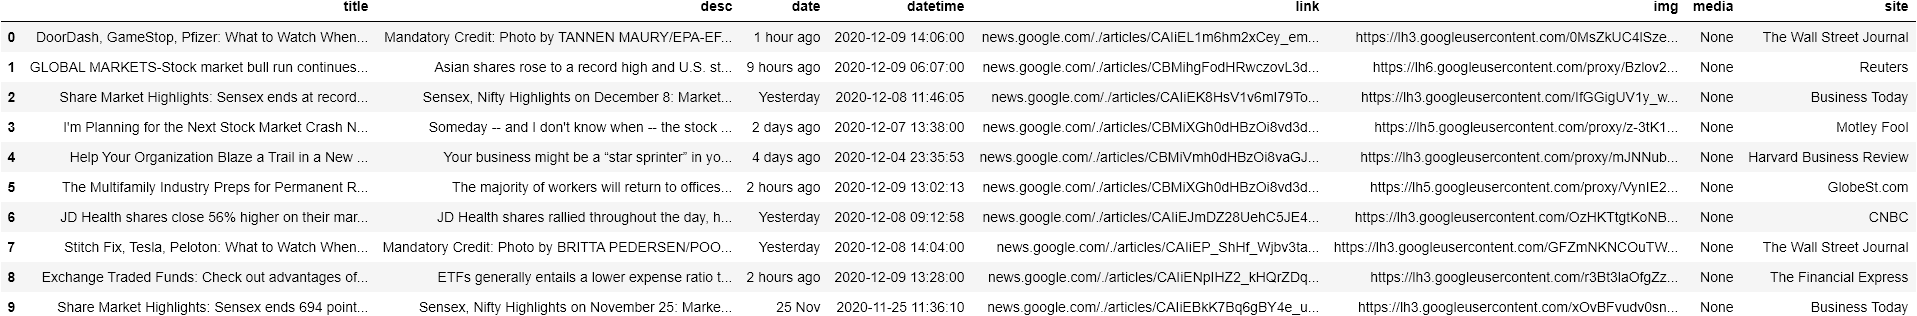 title desc date datetime link img media site
0 DoorDash, GameStop, Pfizer: What to Watch When... Mandatory Credit: Photo by TANNEN MAURY/EPA-EF... 1 hour ago 2020-12-09 14:06:00 news.google.com/./articles/CAIiEL1m6hm2xCey_em... https://lh3.googleusercontent.com/0MsZkUC4lSze... None The Wall Street Journal
1 GLOBAL MARKETS-Stock market bull run continues... Asian shares rose to a record high and U.S. st... 9 hours ago 2020-12-09 06:07:00 news.google.com/./articles/CBMihgFodHRwczovL3d... https://lh6.googleusercontent.com/proxy/Bzlov2... None Reuters
2 Share Market Highlights: Sensex ends at record... Sensex, Nifty Highlights on December 8: Market... Yesterday 2020-12-08 11:46:05 news.google.com/./articles/CAIiEK8HsV1v6mI79To... https://lh3.googleusercontent.com/IfGGigUV1y_w... None Business Today
3 I'm Planning for the Next Stock Market Crash N... Someday -- and I don't know when -- the stock ... 2 days ago 2020-12-07 13:38:00 news.google.com/./articles/CBMiXGh0dHBzOi8vd3d... https://lh5.googleusercontent.com/proxy/z-3tK1... None Motley Fool
4 Help Your Organization Blaze a Trail in a New ... Your business might be a “star sprinter” in yo... 4 days ago 2020-12-04 23:35:53 news.google.com/./articles/CBMiVmh0dHBzOi8vaGJ... https://lh3.googleusercontent.com/proxy/mJNNub... None Harvard Business Review
5 The Multifamily Industry Preps for Permanent R... The majority of workers will return to offices... 2 hours ago 2020-12-09 13:02:13 news.google.com/./articles/CBMiXGh0dHBzOi8vd3d... https://lh5.googleusercontent.com/proxy/VynIE2... None GlobeSt.com
6 JD Health shares close 56% higher on their mar... JD Health shares rallied throughout the day, h... Yesterday 2020-12-08 09:12:58 news.google.com/./articles/CAIiEJmDZ28UehC5JE4... https://lh3.googleusercontent.com/OzHKTtgtKoNB... None CNBC
7 Stitch Fix, Tesla, Peloton: What to Watch When... Mandatory Credit: Photo by BRITTA PEDERSEN/POO... Yesterday 2020-12-08 14:04:00 news.google.com/./articles/CAIiEP_ShHf_Wjbv3ta... https://lh3.googleusercontent.com/GFZmNKNCOuTW... None The Wall Street Journal
8 Exchange Traded Funds: Check out advantages of... ETFs generally entails a lower expense ratio t... 2 hours ago 2020-12-09 13:28:00 news.google.com/./articles/CAIiENpIHZ2_kHQrZDq... https://lh3.googleusercontent.com/r3Bt3laOfgZz... None The Financial Express
9 Share Market Highlights: Sensex ends 694 point... Sensex, Nifty Highlights on November 25: Marke... 25 Nov 2020-11-25 11:36:10 news.google.com/./articles/CAIiEBkK7Bq6gBY4e_u... https://lh3.googleusercontent.com/xOvBFvudv0sn... None Business Today